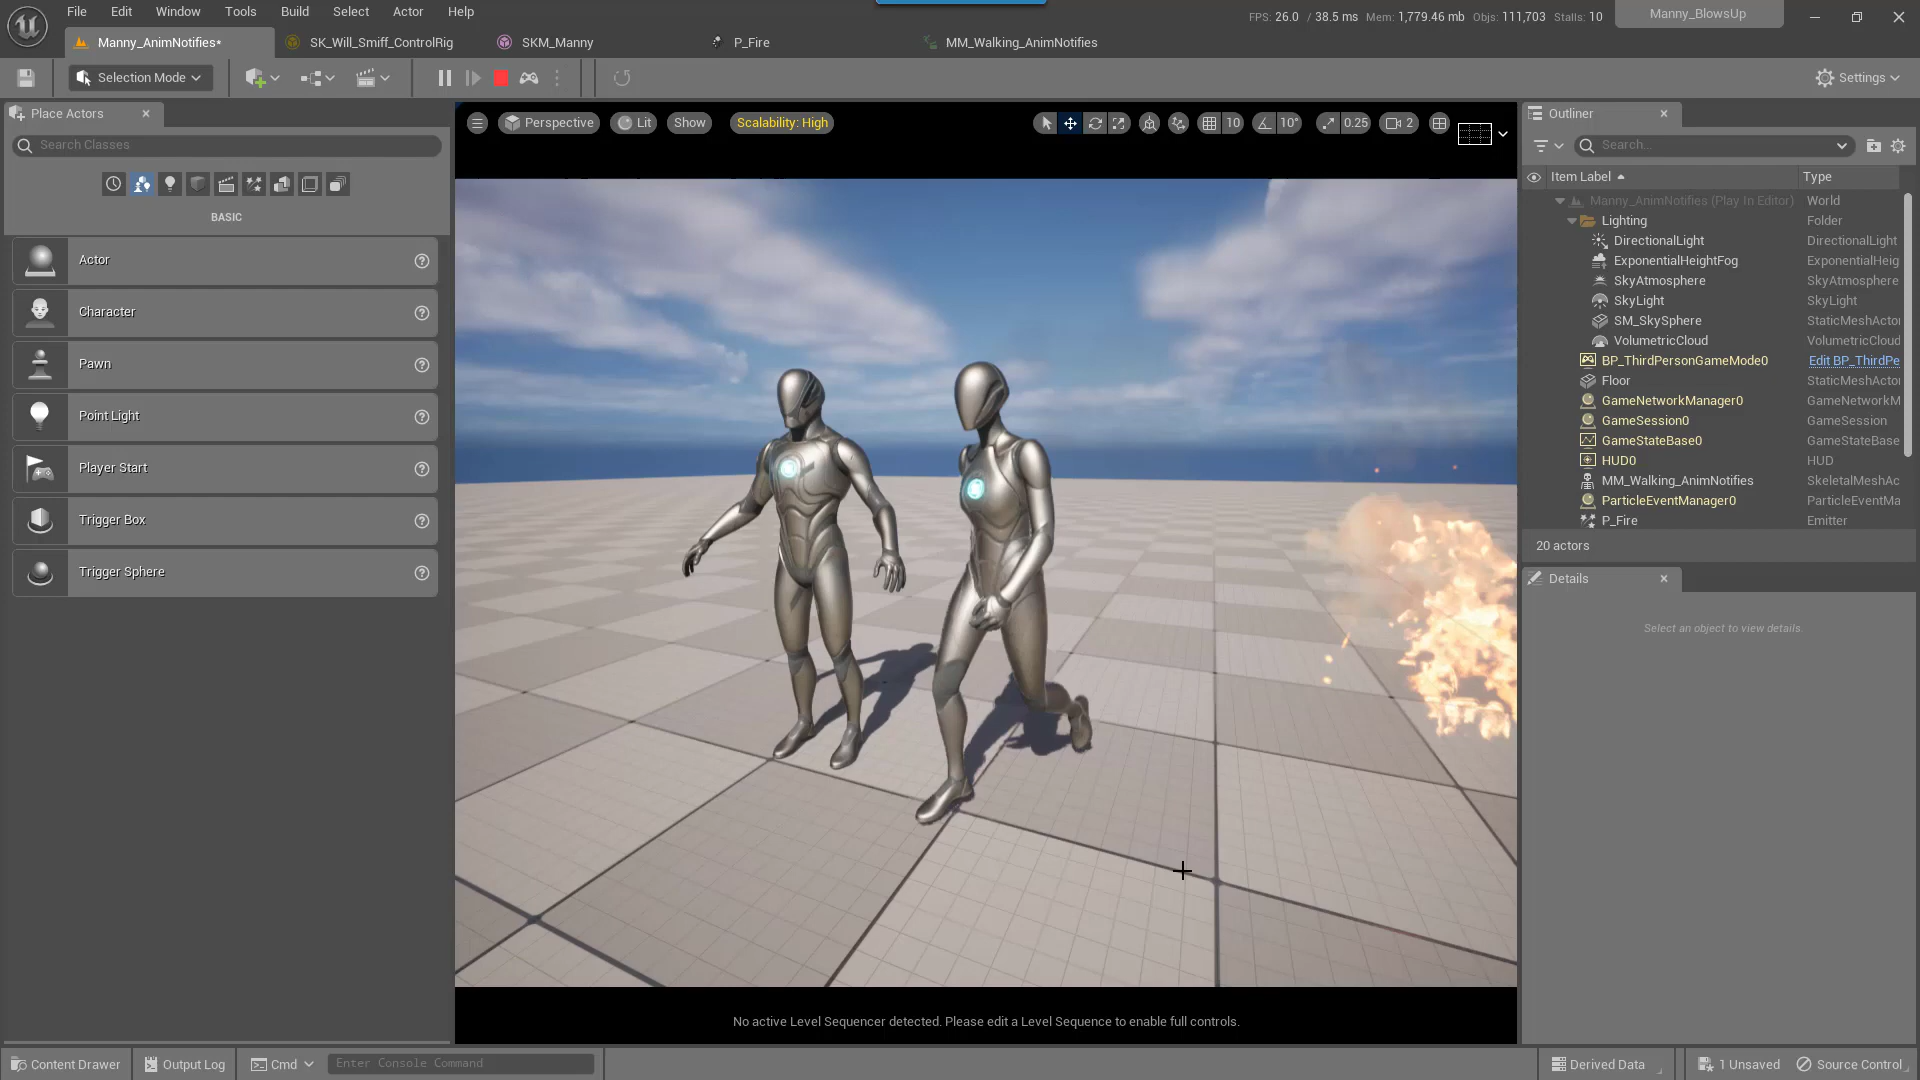 File Edit Window Tools Build Select Actor Help
FPS: 26.0 / 38.5 ms Mem: 1,779.46 mb Objs: 111,703 Stalls: 10
Manny_BlowsUp
Manny_AnimNotifies*
SK_Will_Smiff_ControlRig
SKM_Manny
P_Fire
MM_Walking_AnimNotifies
Selection Mode
Settings
Place Actors
Search Classes
BASIC
Actor
Character
Pawn
Point Light
Player Start
Trigger Box
Trigger Sphere
Perspective
Lit
Show
Scalability: High
10
10°
0.25
2
No active Level Sequencer detected. Please edit a Level Sequence to enable full controls.
Outliner
Search...
Item Label Type
Manny_AnimNotifies (Play In Editor) World
Lighting Folder
DirectionalLight DirectionalLight
ExponentialHeightFog ExponentialHeig
SkyAtmosphere SkyAtmosphere
SkyLight SkyLight
SM_SkySphere StaticMeshActo
VolumetricCloud VolumetricCloud
BP_ThirdPersonGameMode0 Edit BP_ThirdPe
Floor StaticMeshActo
GameNetworkManager0 GameNetworkM
GameSession0 GameSession
GameStateBase0 GameStateBase
HUD0 HUD
MM_Walking_AnimNotifies SkeletalMeshAc
ParticleEventManager0 ParticleEventMa
P_Fire Emitter
20 actors
Details
Select an object to view details.
Content Drawer
Output Log
Cmd
Enter Console Command
Derived Data
1 Unsaved
Source Control